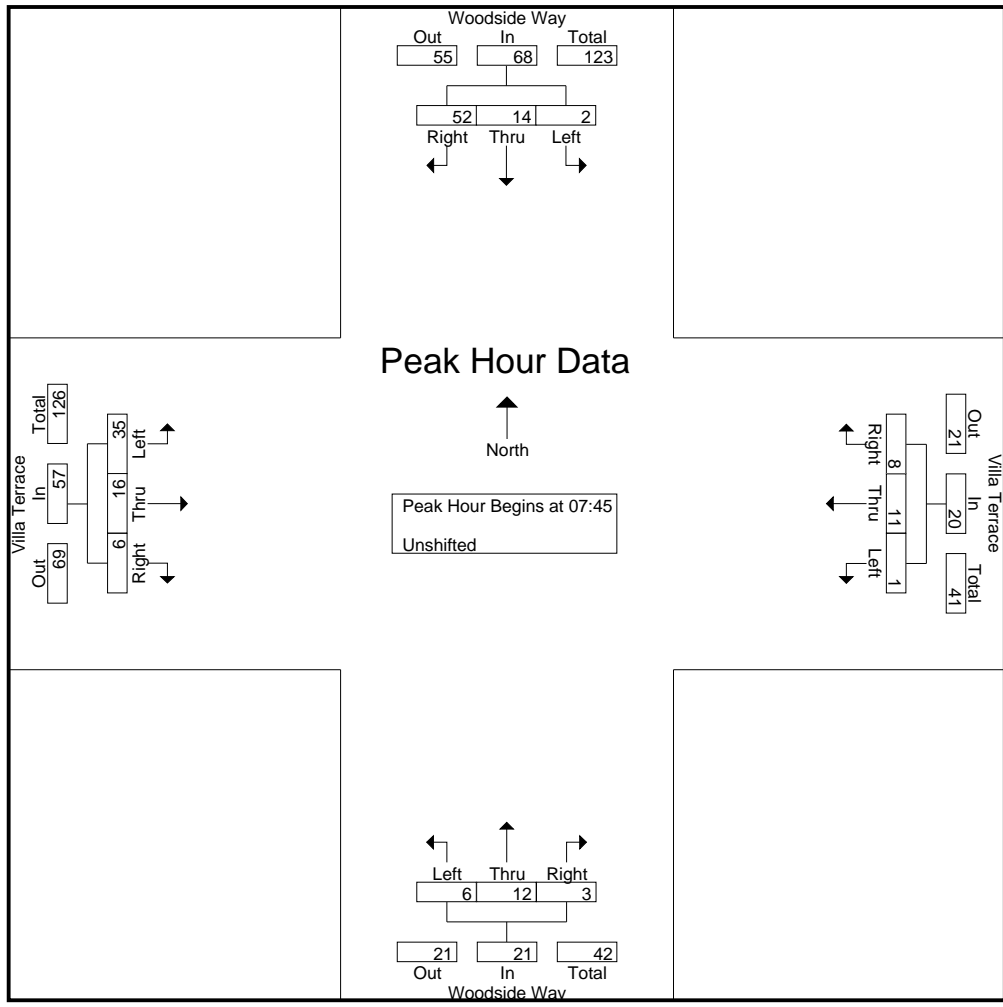 Woodside Way
Out In Total
55 68 123
52 14 2
Right Thru Left
Peak Hour Data
North
Peak Hour Begins at 07:45
Unshifted
Villa Terrace
Out In Total
69 57 126
35 16 6
Left Thru Right
Villa Terrace
Out In Total
21 20 41
8 11 1
Right Thru Left
Left Thru Right
6 12 3
21 21 42
Out In Total
Woodside Way